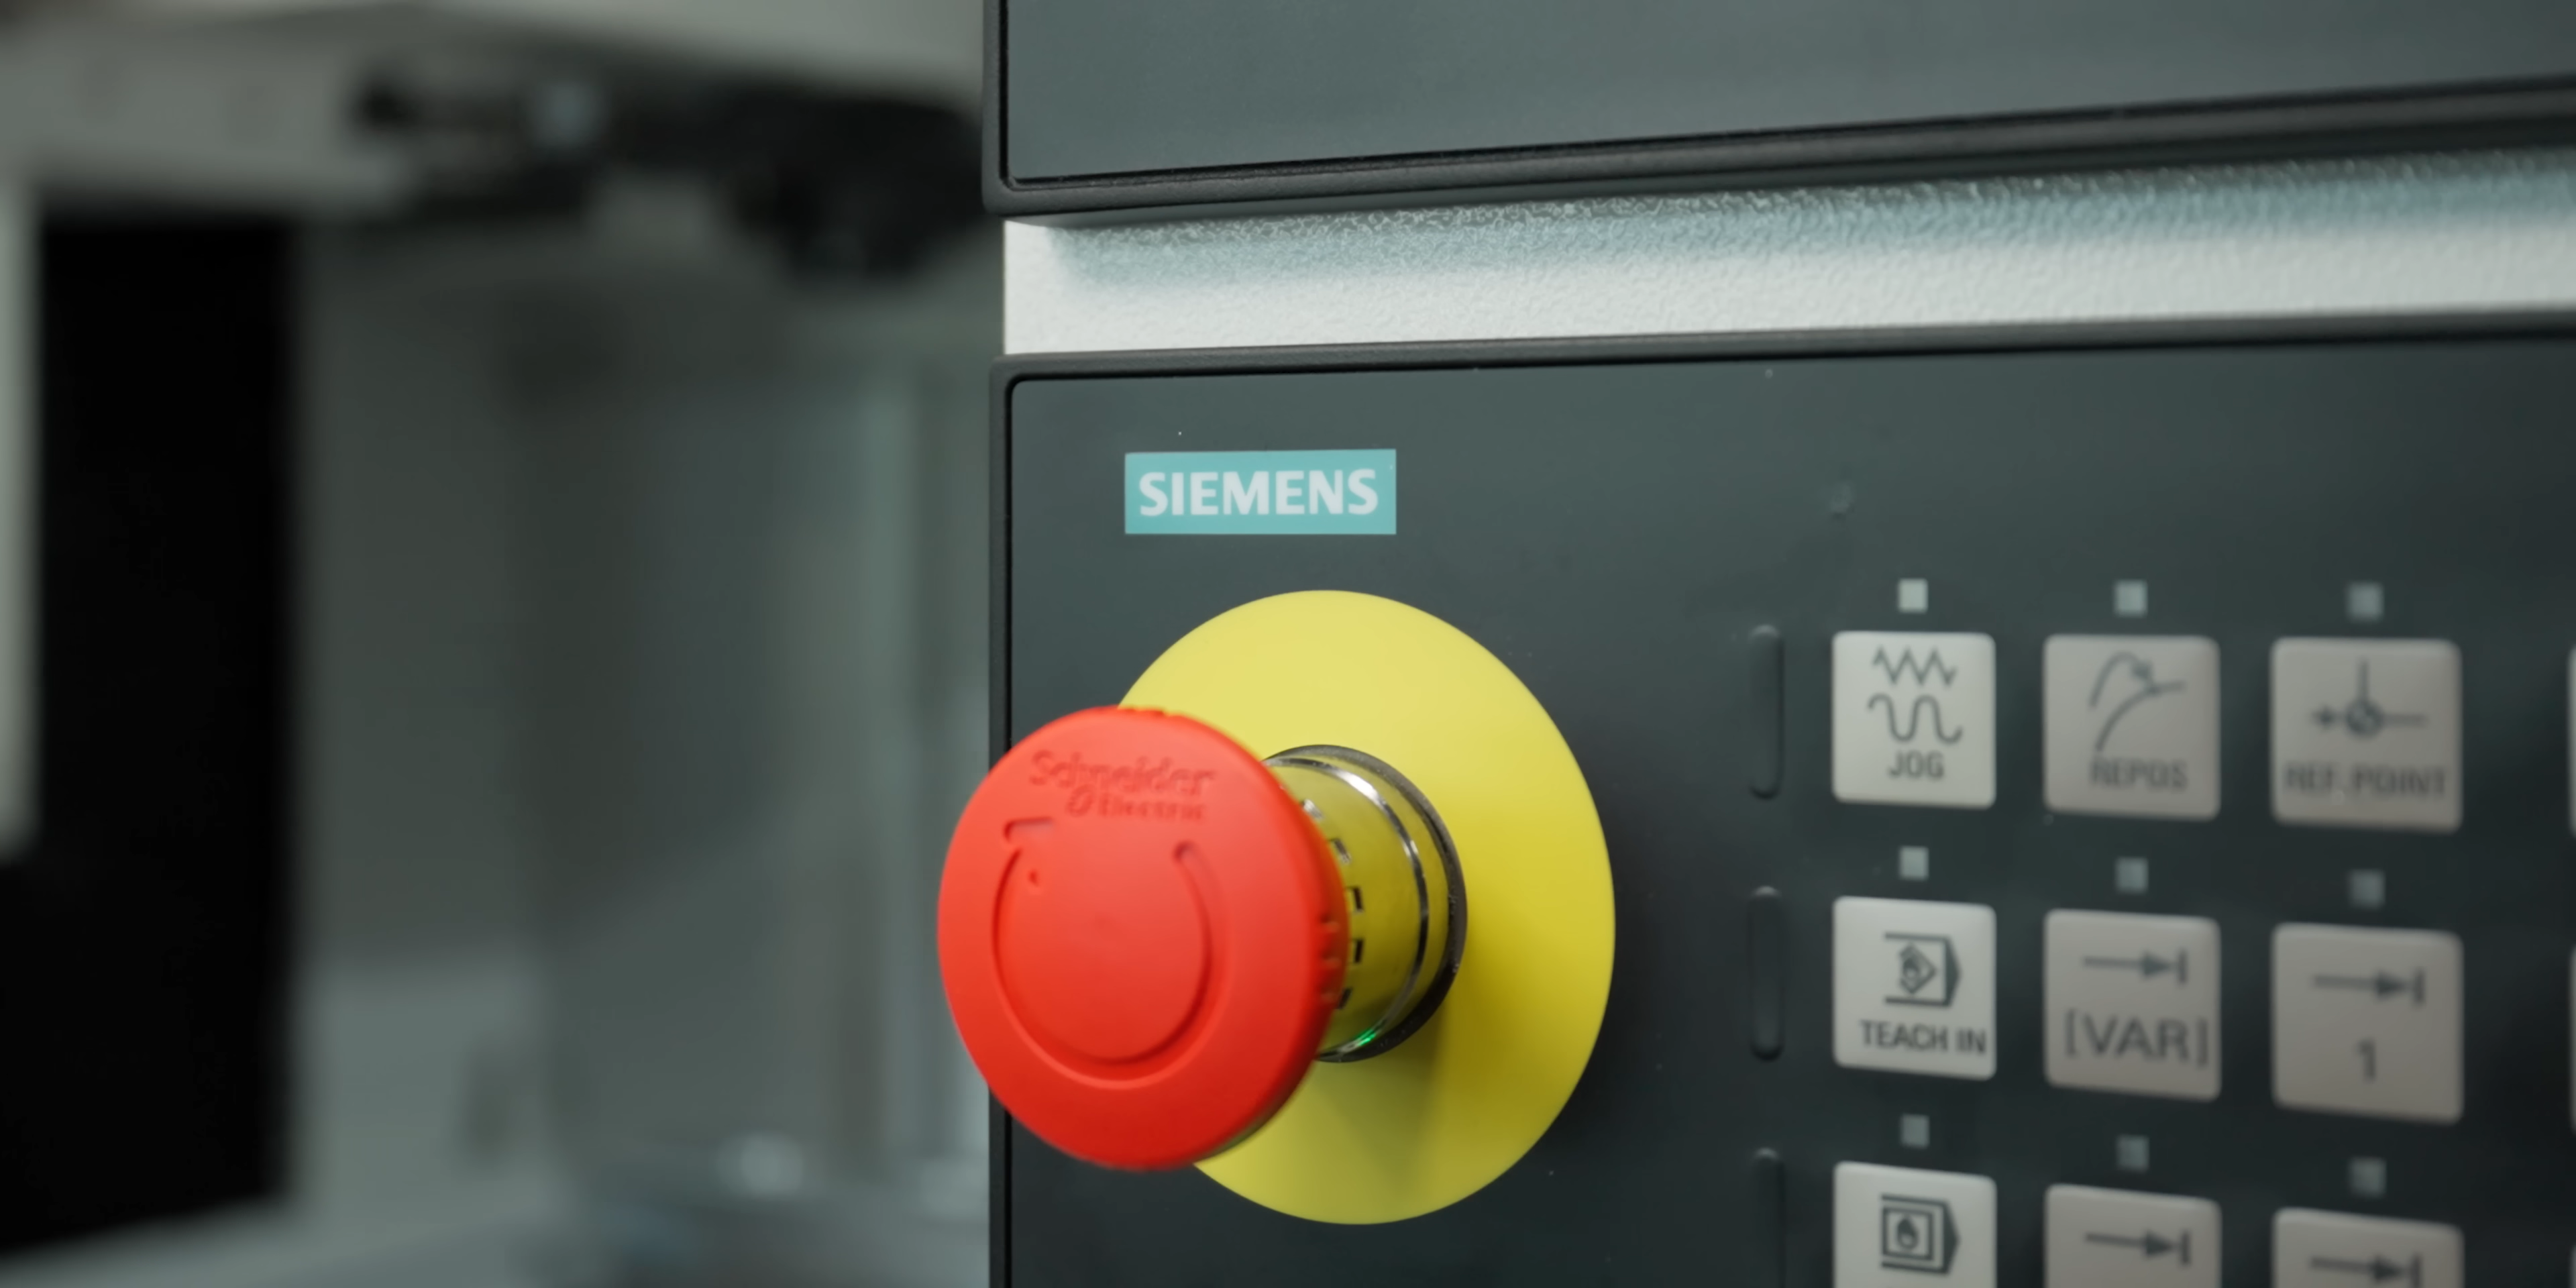 SIEMENS
Schneider
Electric
JOG
REPOS
REF.POINT
TEACH IN
[VAR]
1